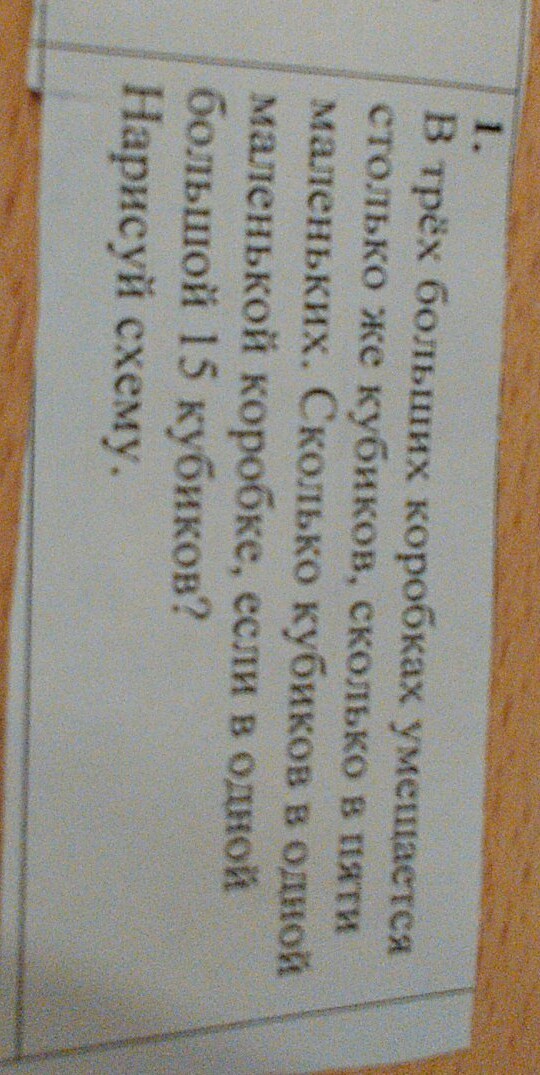 1.
В трёх больших коробках умещается
столько же кубиков, сколько в пяти
маленьких. Сколько кубиков в одной
маленькой коробке, если в одной
большой 15 кубиков?
Нарисуй схему.